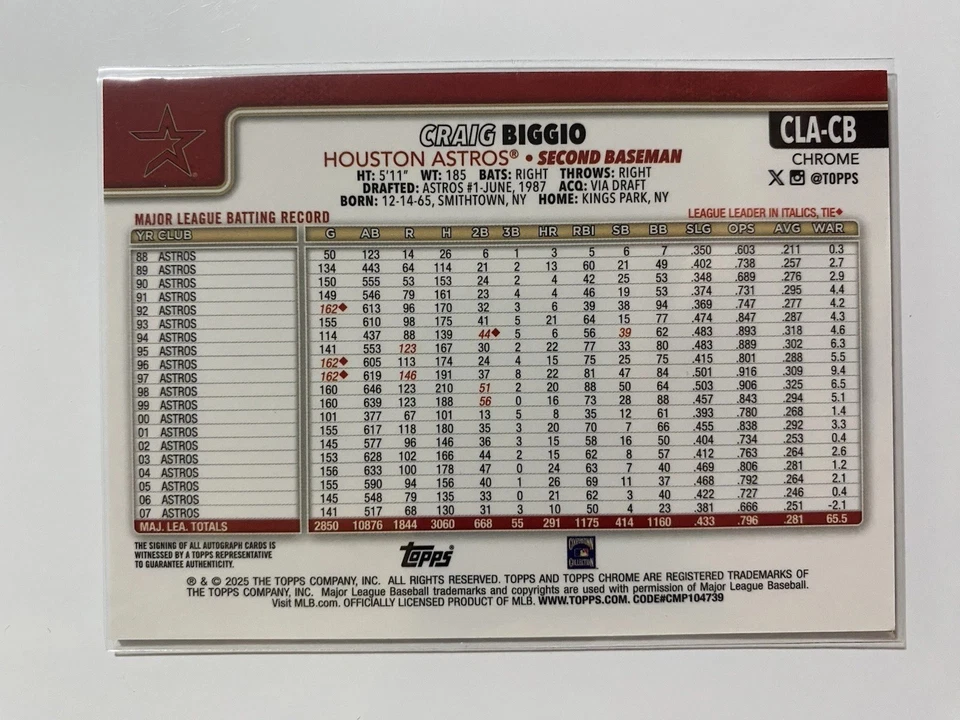 CRAIG BIGGIO
CLA-CB
HOUSTON ASTROS® • SECOND BASEMAN
CHROME
HT: 5'11" WT: 185 BATS: RIGHT THROWS: RIGHT
X @TOPPS
DRAFTED: ASTROS #1-JUNE, 1987 ACQ: VIA DRAFT
BORN: 12-14-65, SMITHTOWN, NY HOME: KINGS PARK, NY
MAJOR LEAGUE BATTING RECORD
LEAGUE LEADER IN ITALICS, TIE◆
YR CLUB G AB R H 2B 3B HR RBI SB BB SLG OPS AVG WAR
88 ASTROS 50 123 14 26 6 1 3 5 6 7 .350 .603 .211 0.3
89 ASTROS 134 443 64 114 21 2 13 60 21 49 .402 .738 .257 2.7
90 ASTROS 150 555 53 153 24 2 4 42 25 53 .348 .689 .276 2.9
91 ASTROS 149 546 79 161 23 4 4 46 19 53 .374 .731 .295 4.4
92 ASTROS 162◆ 613 96 170 32 3 6 39 38 94 .369 .747 .277 4.2
93 ASTROS 155 610 98 175 41 5 21 64 15 77 .474 .847 .287 4.3
94 ASTROS 114 437 88 139 44◆ 5 6 56 39 62 .483 .893 .318 4.6
95 ASTROS 141 553 123 167 30 2 22 77 33 80 .483 .889 .302 6.3
96 ASTROS 162◆ 605 113 174 24 4 15 75 25 75 .415 .801 .288 5.5
97 ASTROS 162◆ 619 146 191 37 8 22 81 47 84 .501 .916 .309 9.4
98 ASTROS 160 646 123 210 51 2 20 88 50 64 .503 .906 .325 6.5
99 ASTROS 160 639 123 188 56 0 16 73 28 88 .457 .843 .294 5.1
00 ASTROS 101 377 67 101 13 5 8 35 12 61 .393 .780 .268 1.4
01 ASTROS 155 617 118 180 35 3 20 70 7 66 .455 .838 .292 3.3
02 ASTROS 145 577 96 146 36 3 15 58 16 50 .404 .734 .253 0.4
03 ASTROS 153 628 102 166 44 2 15 62 8 57 .412 .763 .264 2.6
04 ASTROS 156 633 100 178 47 0 24 63 7 40 .469 .806 .281 1.2
05 ASTROS 155 590 94 156 40 1 26 69 11 37 .468 .792 .264 2.1
06 ASTROS 145 548 79 135 33 0 21 62 3 40 .422 .727 .246 0.4
07 ASTROS 141 517 68 130 31 3 10 50 4 23 .381 .666 .251 -2.1
MAJ. LEA. TOTALS 2850 10876 1844 3060 668 55 291 1175 414 1160 .433 .796 .281 65.5
THE SIGNING OF ALL AUTOGRAPH CARDS IS
WITNESSED BY A TOPPS REPRESENTATIVE
TO GUARANTEE AUTHENTICITY.
Topps
COOPERSTOWN
COLLECTION
® & © 2025 THE TOPPS COMPANY, INC. ALL RIGHTS RESERVED. TOPPS AND TOPPS CHROME ARE REGISTERED TRADEMARKS OF
THE TOPPS COMPANY, INC. Major League Baseball trademarks and copyrights are used with permission of Major League Baseball.
Visit MLB.com. OFFICIALLY LICENSED PRODUCT OF MLB. WWW.TOPPS.COM. CODE#CMP104739